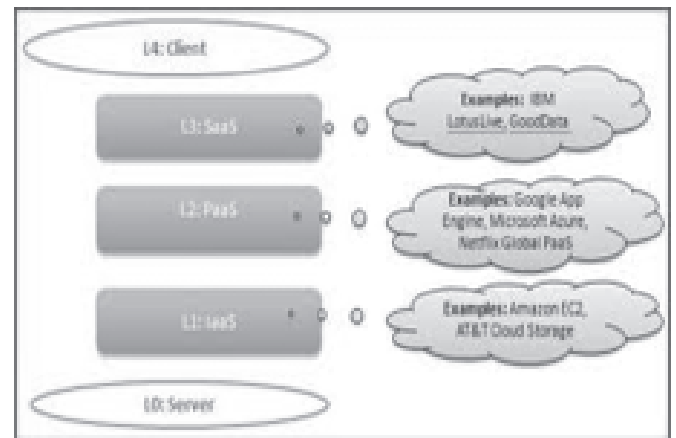 L4: Client
L3: SaaS
Examples: IBM
LotusLive, GoodData
L2: PaaS
Examples: Google App
Engine, Microsoft Azure,
Netflix Global PaaS
L1: IaaS
Examples: Amazon EC2,
AT&T Cloud Storage
L0: Server